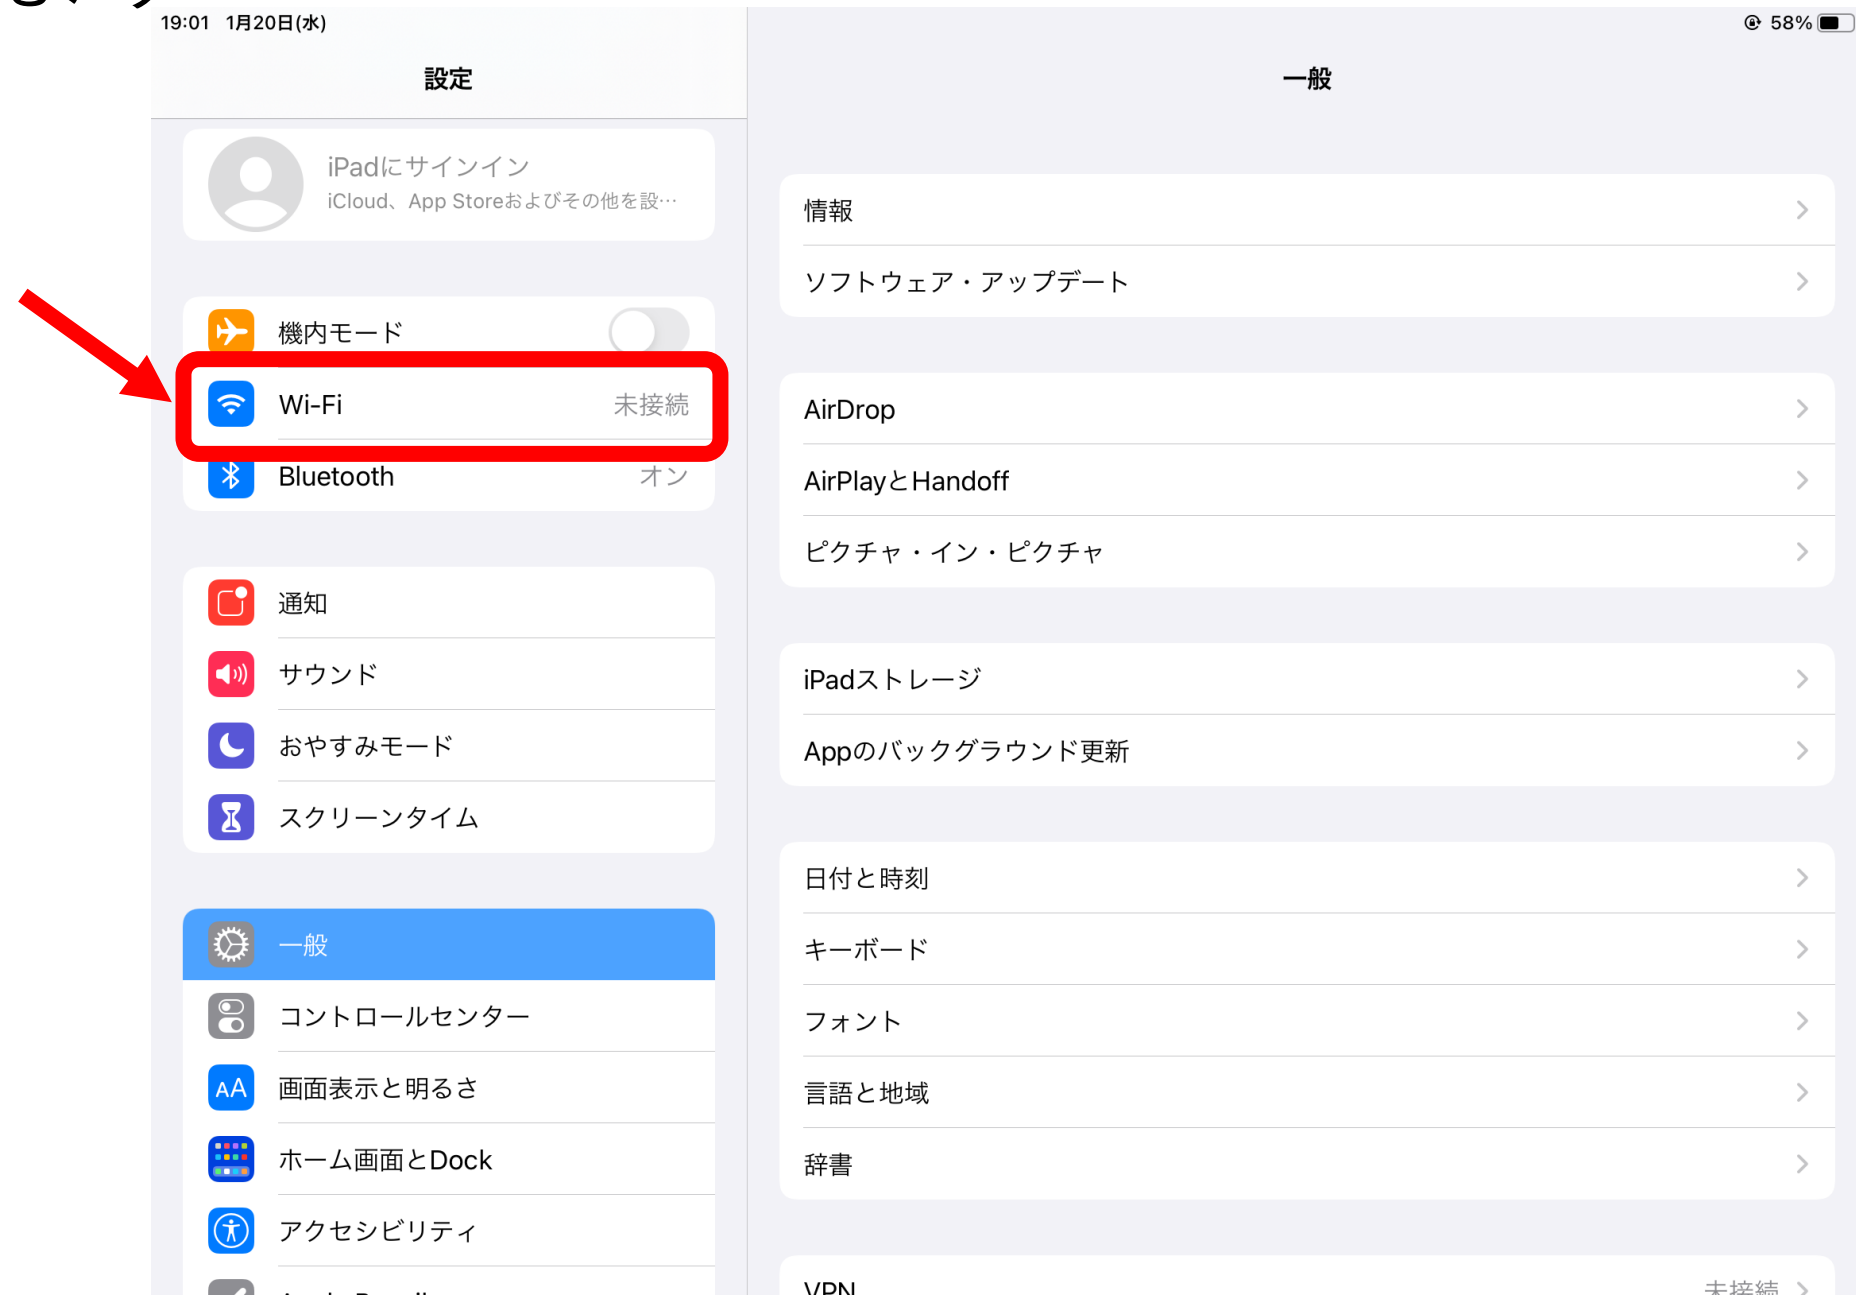 19:01 1月20日(水)
58%
設定
iPadにサインイン
iCloud、App Storeおよびその他を設…
機内モード
Wi-Fi 未接続
Bluetooth オン
通知
サウンド
おやすみモード
スクリーンタイム
一般
コントロールセンター
画面表示と明るさ
ホーム画面とDock
アクセシビリティ
一般
情報
ソフトウェア・アップデート
AirDrop
AirPlayとHandoff
ピクチャ・イン・ピクチャ
iPadストレージ
Appのバックグラウンド更新
日付と時刻
キーボード
フォント
言語と地域
辞書
VPN 未接続